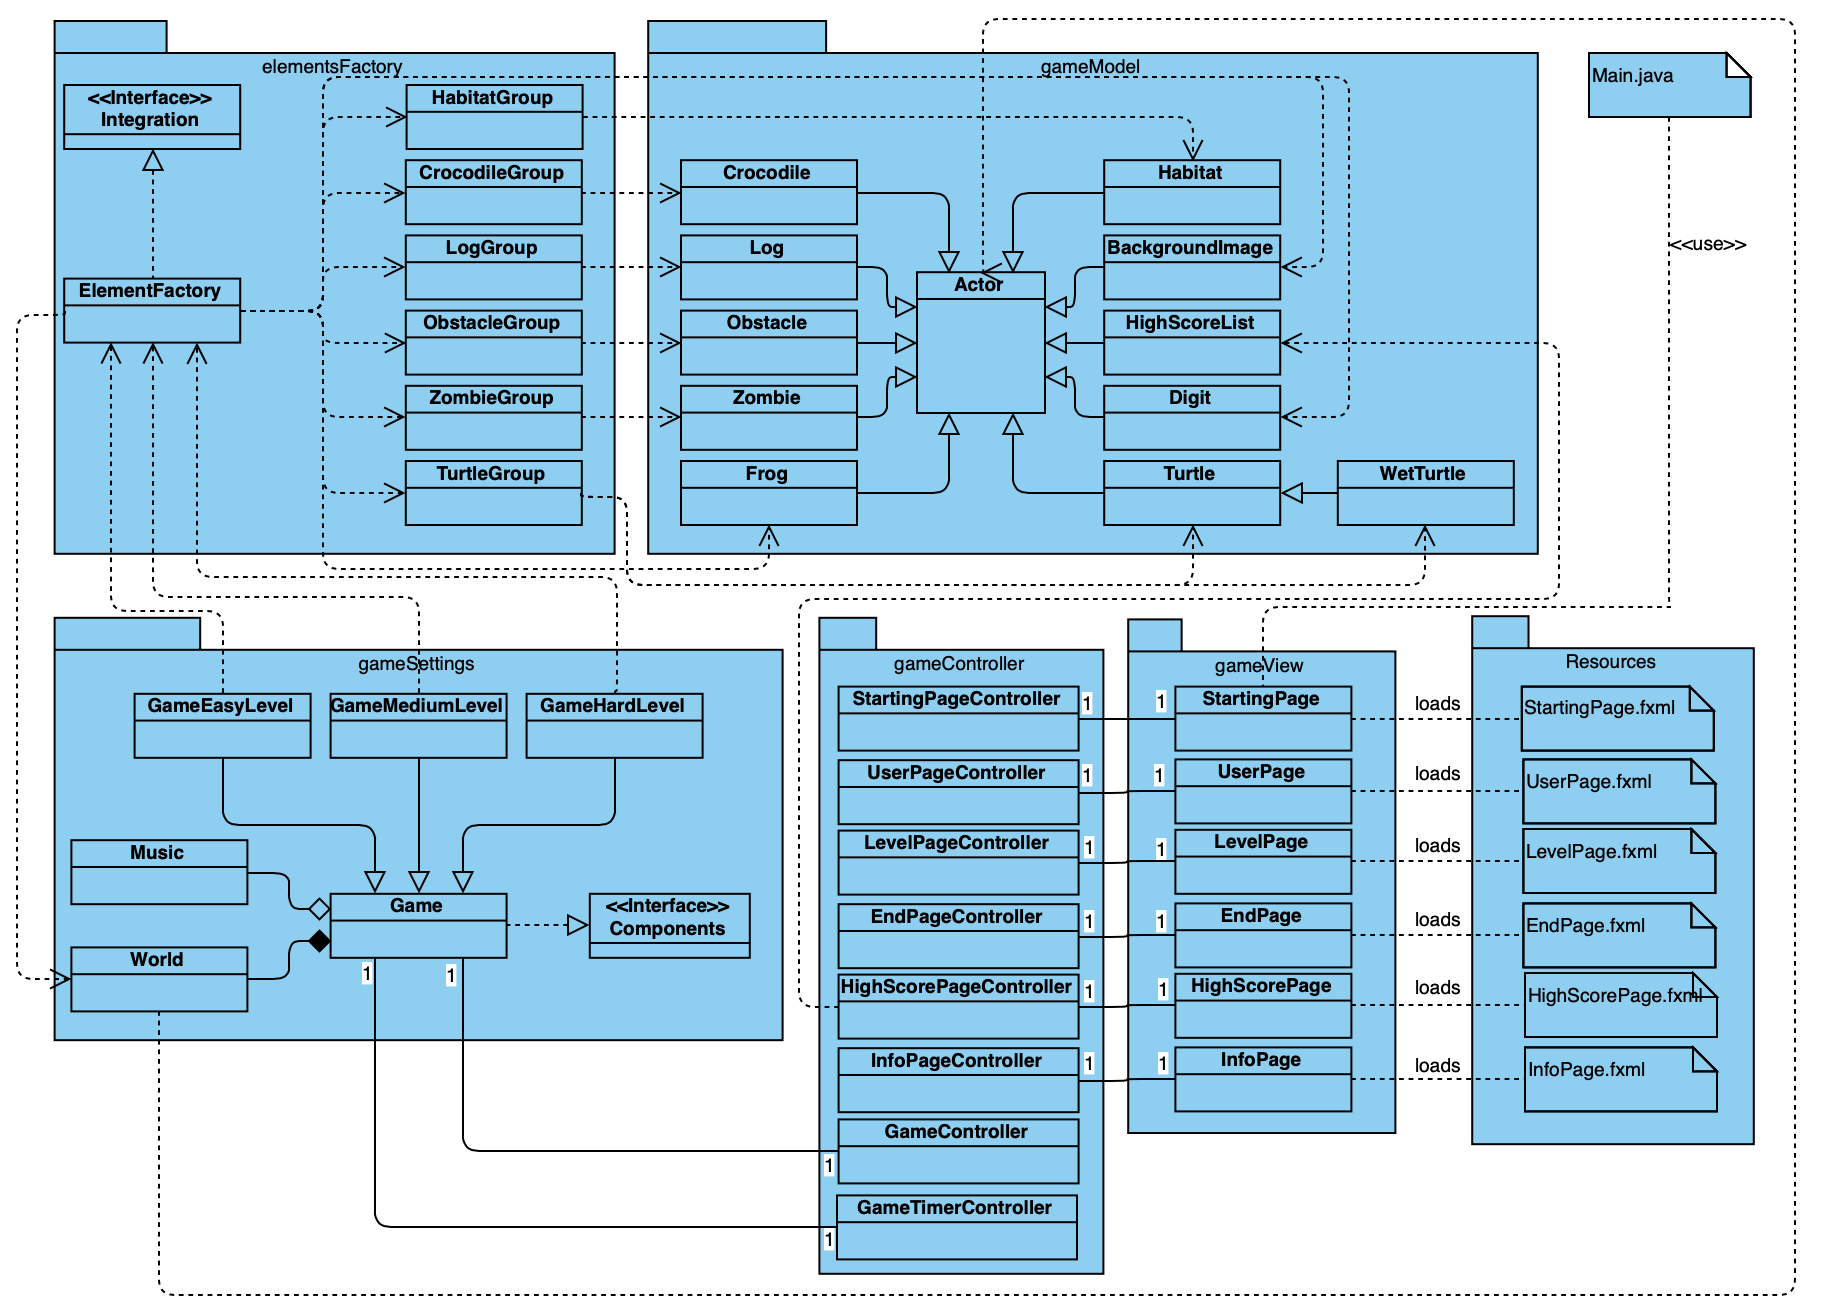 elementsFactory
<<Interface>>
Integration
HabitatGroup
CrocodileGroup
LogGroup
ElementFactory
ObstacleGroup
ZombieGroup
TurtleGroup
gameModel
Crocodile
Habitat
Log
BackgroundImage
Actor
Obstacle
HighScoreList
Zombie
Digit
Frog
Turtle
WetTurtle
Main.java
<<use>>
gameSettings
GameEasyLevel
GameMediumLevel
GameHardLevel
Music
Game
<<Interface>>
Components
World
1
1
gameController
StartingPageController
1
UserPageController
1
LevelPageController
1
EndPageController
1
HighScorePageController
1
InfoPageController
1
GameController
1
GameTimerController
1
gameView
1
StartingPage
1
UserPage
1
LevelPage
1
EndPage
1
HighScorePage
1
InfoPage
loads
loads
loads
loads
loads
loads
Resources
StartingPage.fxml
UserPage.fxml
LevelPage.fxml
EndPage.fxml
HighScorePage.fxml
InfoPage.fxml